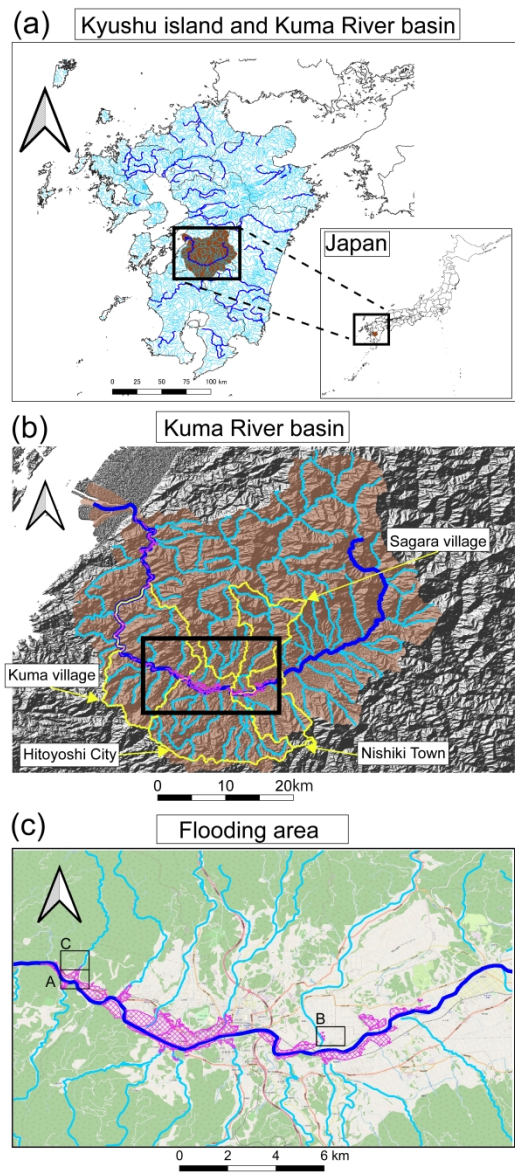 (a)
Kyushu island and Kuma River basin
Japan
0 25 50 75 100 km
(b)
Kuma River basin
Sagara village
Kuma village
Hitoyoshi City
Nishiki Town
0 10 20km
(c)
Flooding area
C
A
B
0 2 4 6 km